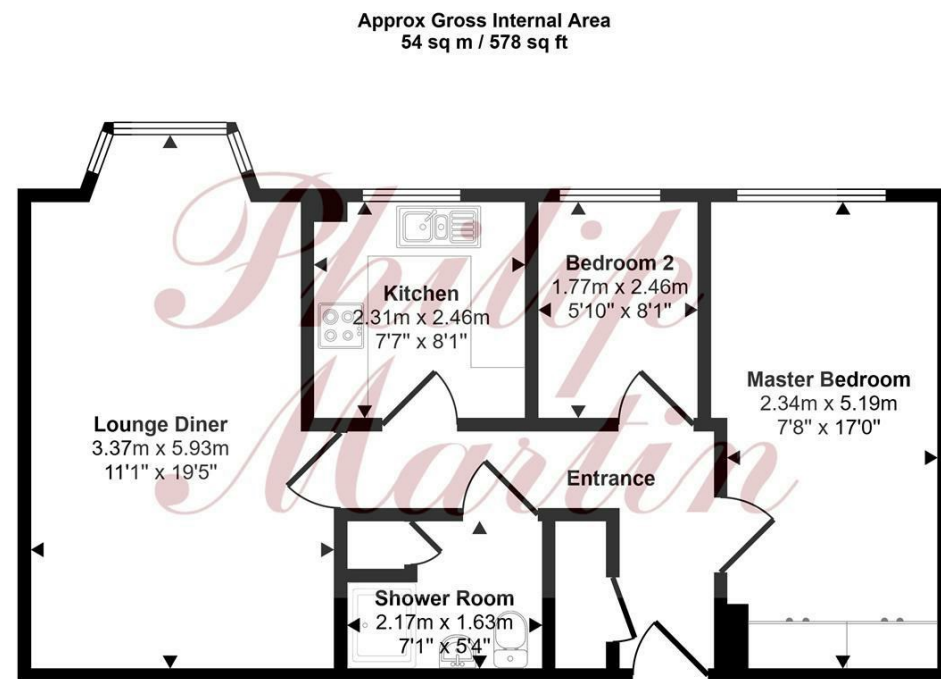 Approx Gross Internal Area
54 sq m / 578 sq ft
Philip
Martin
Kitchen
2.31m x 2.46m
7'7" x 8'1"
Bedroom 2
1.77m x 2.46m
5'10" x 8'1"
Master Bedroom
2.34m x 5.19m
7'8" x 17'0"
Lounge Diner
3.37m x 5.93m
11'1" x 19'5"
Entrance
Shower Room
2.17m x 1.63m
7'1" x 5'4"